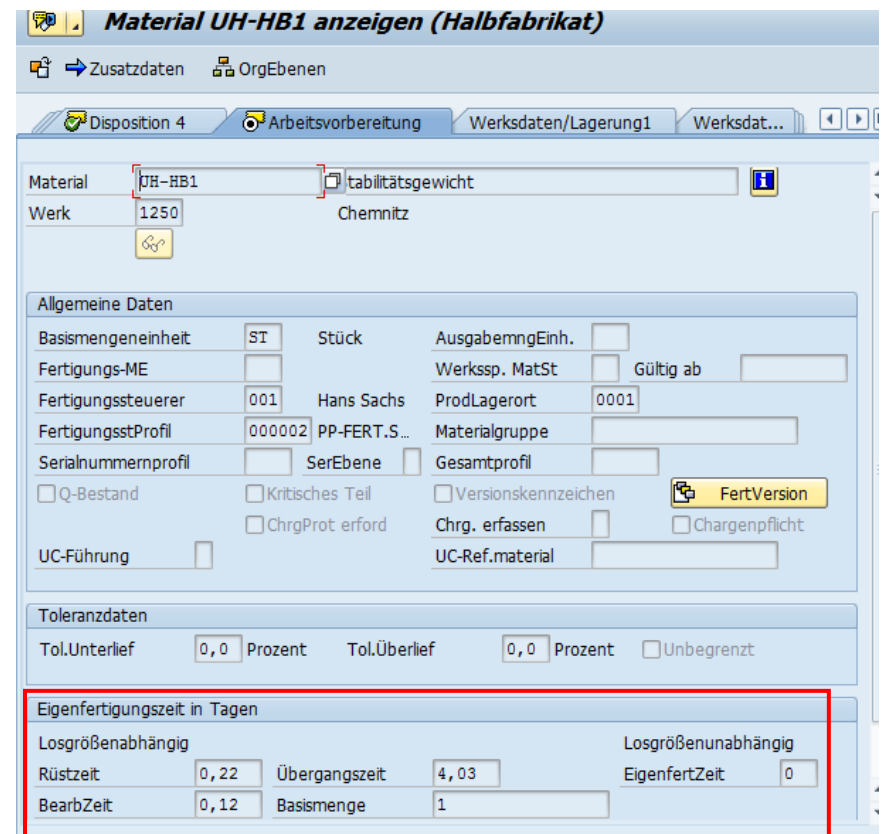 Material UH-HB1 anzeigen (Halbfabrikat)
Zusatzdaten OrgEbenen
Disposition 4 Arbeitsvorbereitung Werksdaten/Lagerung1 Werksdat...
Material UH-HB1 tabilitätsgewicht
Werk 1250 Chemnitz
Allgemeine Daten
Basismengeneinheit ST Stück AusgabemngEinh.
Fertigungs-ME Werkssp. MatSt Gültig ab
Fertigungssteuerer 001 Hans Sachs ProdLagerort 0001
FertigungsstProfil 000002 PP-FERT.S... Materialgruppe
Serialnummernprofil SerEbene Gesamtprofil
Q-Bestand Kritisches Teil Versionskennzeichen FertVersion
ChrgProt erford Chrg. erfassen Chargenpflicht
UC-Führung UC-Ref.material
Toleranzdaten
Tol.Unterlief 0,0 Prozent Tol.Überlief 0,0 Prozent Unbegrenzt
Eigenfertigungszeit in Tagen
Losgrößenabhängig Losgrößenunabhängig
Rüstzeit 0,22 Übergangszeit 4,03 EigenfertZeit 0
BearbZeit 0,12 Basismenge 1